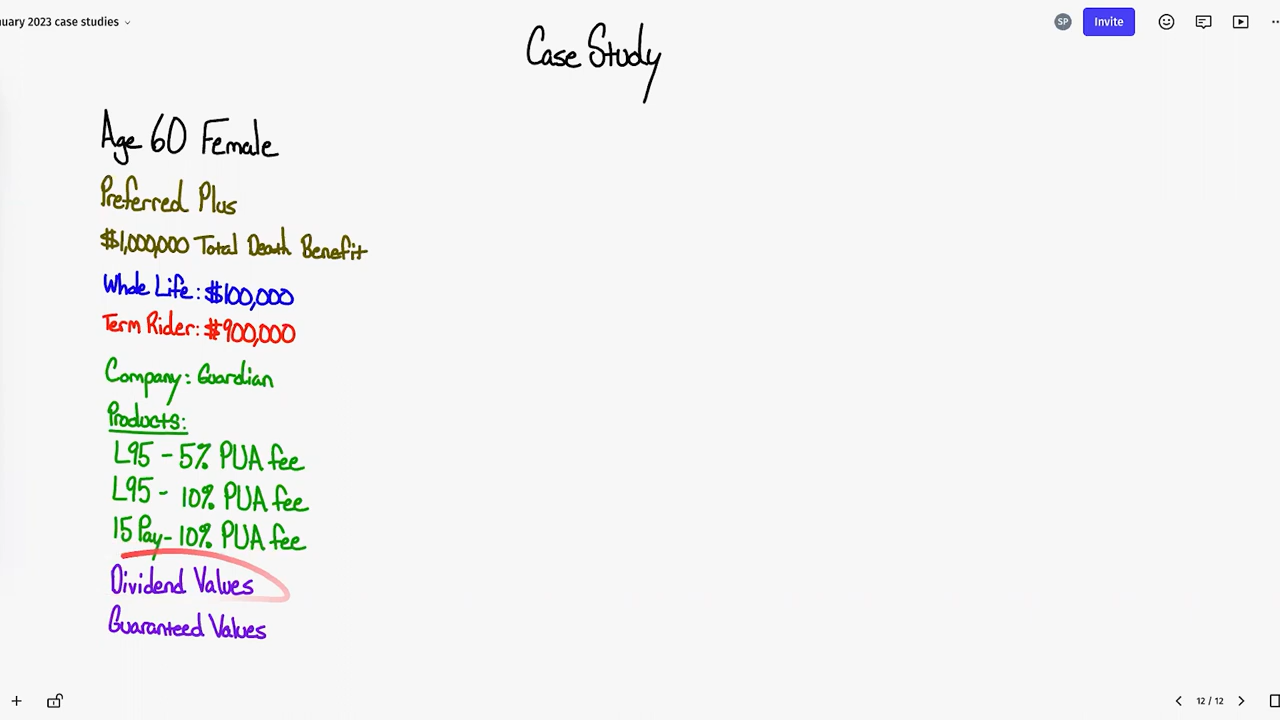 uary 2023 case studies
SP
Invite
Case Study
Age 60 Female
Preferred Plus
$1,000,000 Total Death Benefit
Whole Life: $100,000
Term Rider: $900,000
Company: Guardian
Products:
L95 - 5% PUA fee
L95 - 10% PUA fee
15 Pay - 10% PUA fee
Dividend Values
Guaranteed Values
12 / 12